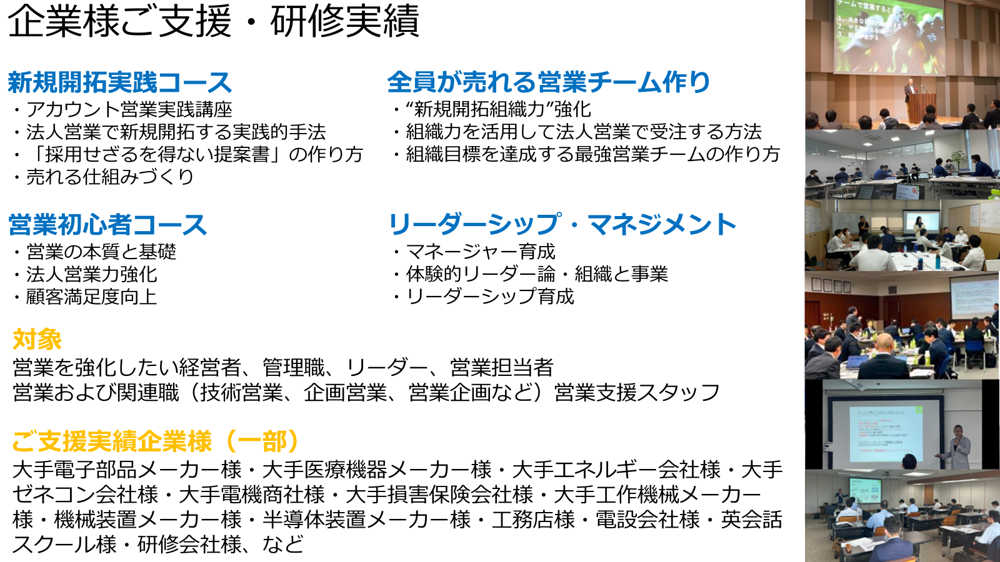 企業様ご支援・研修実績
新規開拓実践コース
・アカウント営業実践講座
・法人営業で新規開拓する実践的手法
・「採用せざるを得ない提案書」の作り方
・売れる仕組みづくり
全員が売れる営業チーム作り
・“新規開拓組織力”強化
・組織力を活用して法人営業で受注する方法
・組織目標を達成する最強営業チームの作り方
営業初心者コース
・営業の本質と基礎
・法人営業力強化
・顧客満足度向上
リーダーシップ・マネジメント
・マネージャー育成
・体験的リーダー論・組織と事業
・リーダーシップ育成
対象
営業を強化したい経営者、管理職、リーダー、営業担当者
営業および関連職（技術営業、企画営業、営業企画など）営業支援スタッフ
ご支援実績企業様（一部）
大手電子部品メーカー様・大手医療機器メーカー様・大手エネルギー会社様・大手
ゼネコン会社様・大手電機商社様・大手損害保険会社様・大手工作機械メーカー
様・機械装置メーカー様・半導体装置メーカー様・工務店様・電設会社様・英会話
スクール様・研修会社様、など
チームで営業すると
1．大きな
2．やる
3．